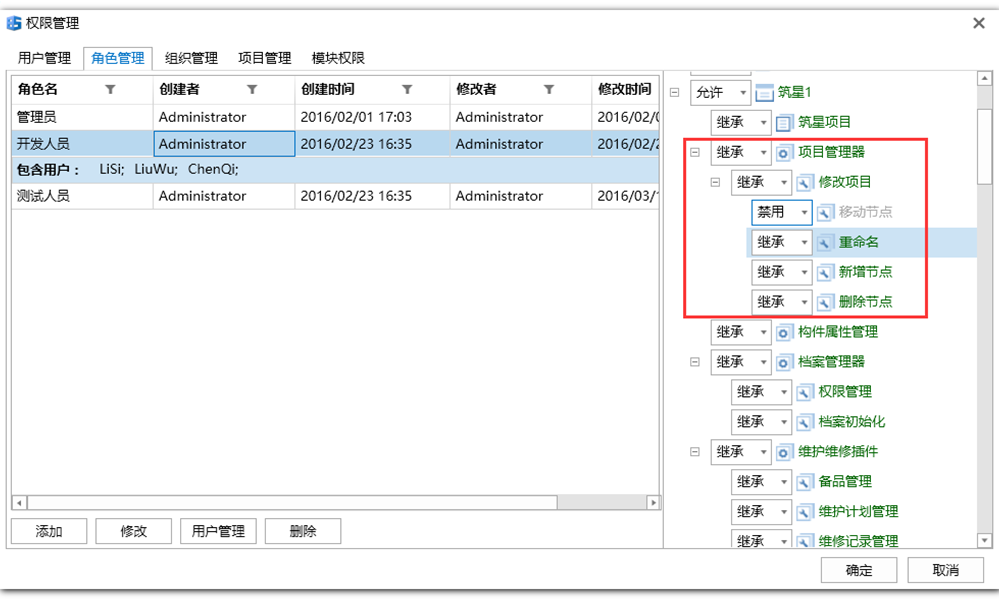 权限管理
用户管理 角色管理 组织管理 项目管理 模块权限
角色名 创建者 创建时间 修改者 修改时间
管理员 Administrator 2016/02/01 17:03 Administrator
开发人员 Administrator 2016/02/23 16:35 Administrator
包含用户： LiSi; LiuWu; ChenQi;
测试人员 Administrator 2016/02/23 16:35 Administrator
添加 修改 用户管理 删除
允许 筑星1
继承 筑星项目
继承 项目管理器
继承 修改项目
禁用 移动节点
继承 重命名
继承 新增节点
继承 删除节点
继承 构件属性管理
继承 档案管理器
继承 权限管理
继承 档案初始化
继承 维护维修插件
继承 备品管理
继承 维护计划管理
继承 维修记录管理
确定 取消